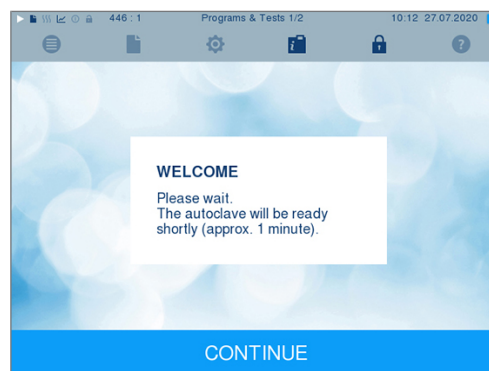 446 : 1 Programs & Tests 1/2 10:12 27.07.2020
i
?
WELCOME
Please wait.
The autoclave will be ready
shortly (approx. 1 minute).
CONTINUE